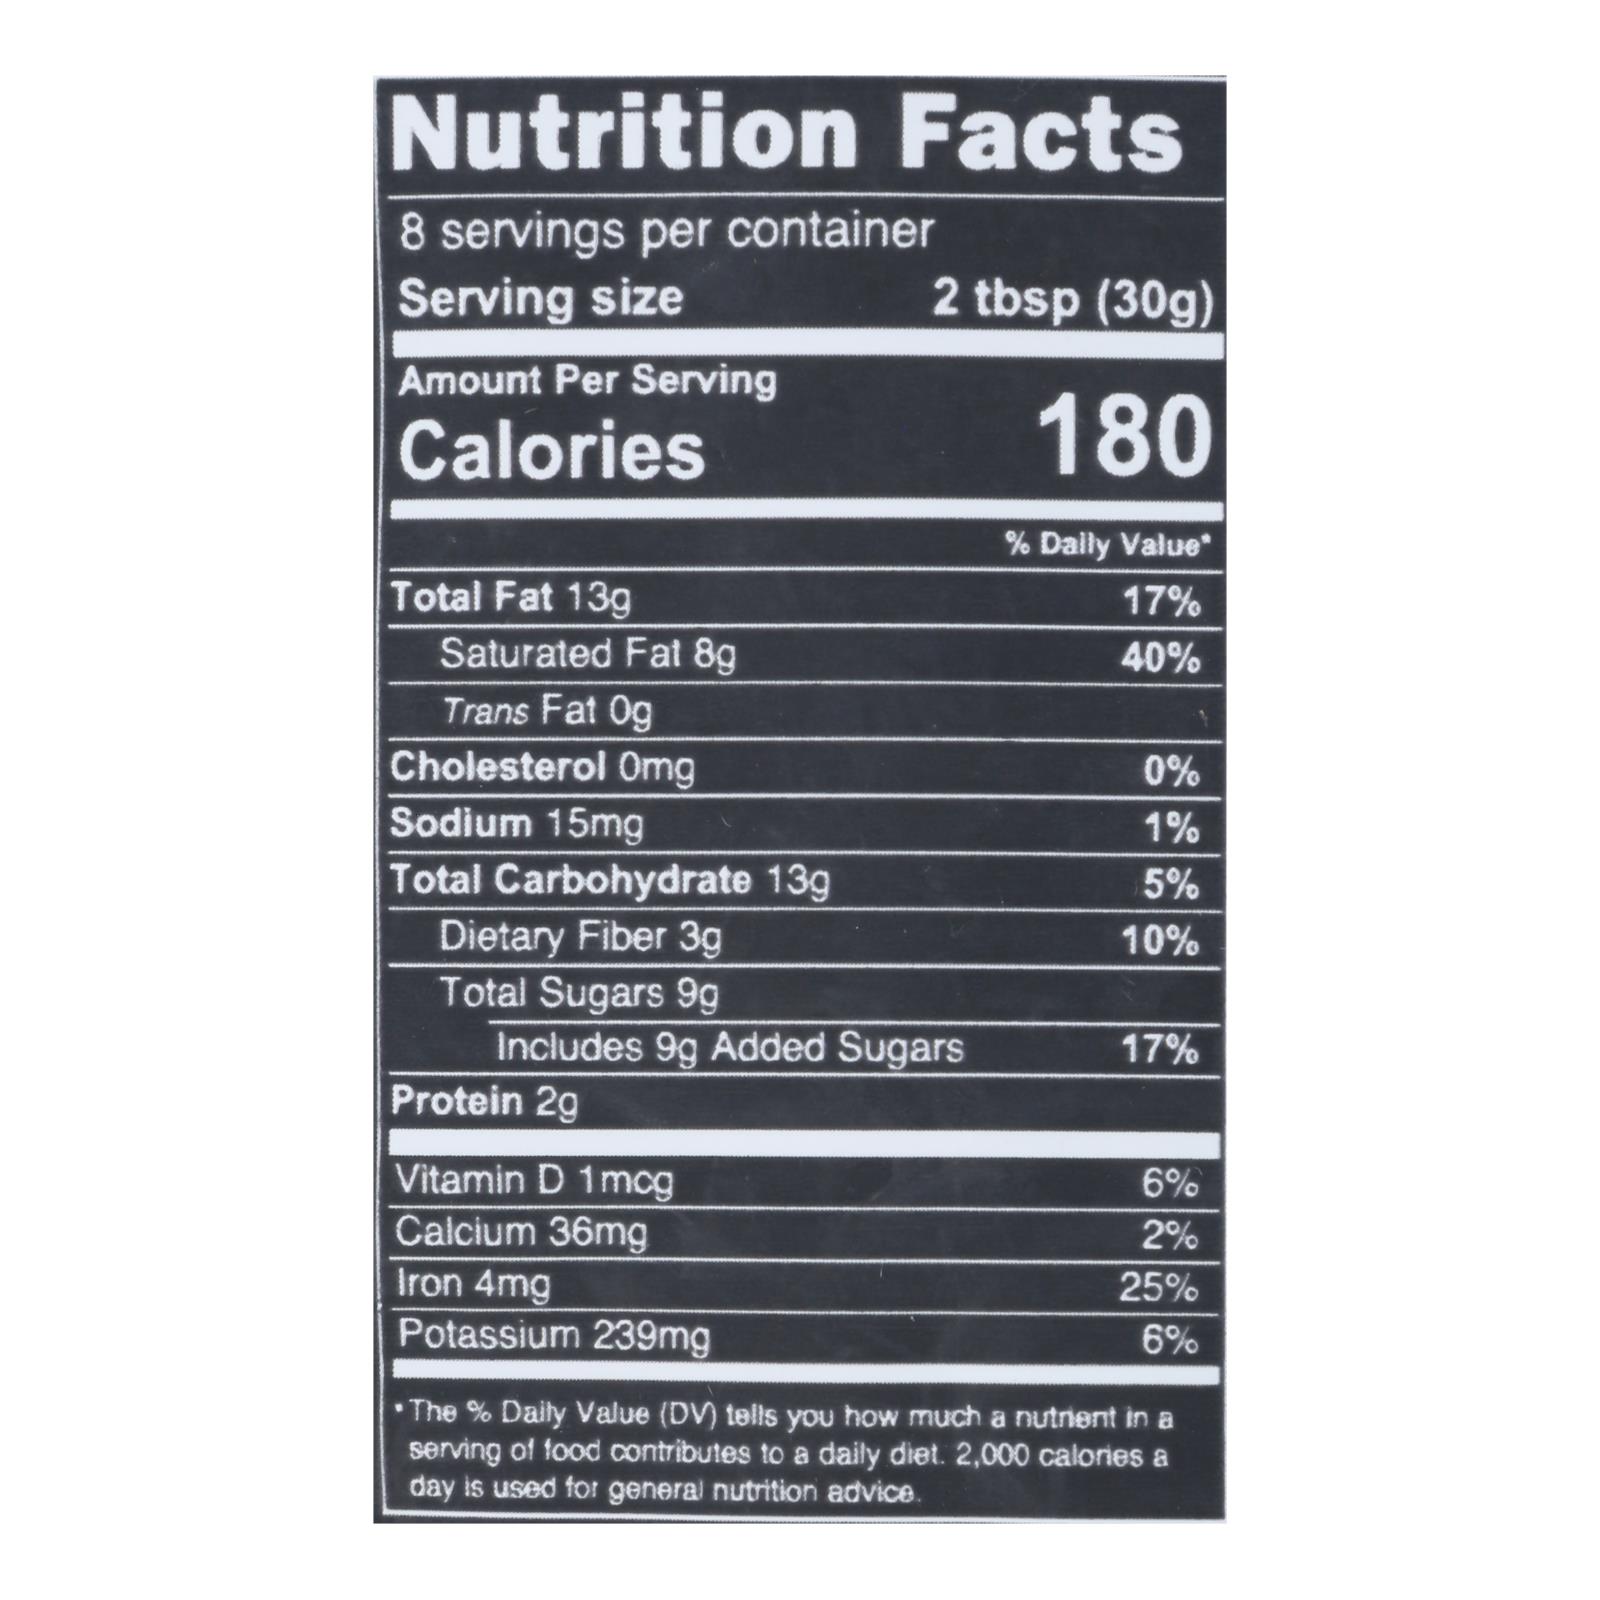 Nutrition Facts
8 servings per container
Serving size 2 tbsp (30g)
Amount Per Serving
Calories 180
% Daily Value*
Total Fat 13g 17%
Saturated Fat 8g 40%
Trans Fat 0g
Cholesterol 0mg 0%
Sodium 15mg 1%
Total Carbohydrate 13g 5%
Dietary Fiber 3g 10%
Total Sugars 9g
Includes 9g Added Sugars 17%
Protein 2g
Vitamin D 1mcg 6%
Calcium 36mg 2%
Iron 4mg 25%
Potassium 239mg 6%
* The % Daily Value (DV) tells you how much a nutrient in a
serving of food contributes to a daily diet. 2,000 calories a
day is used for general nutrition advice.